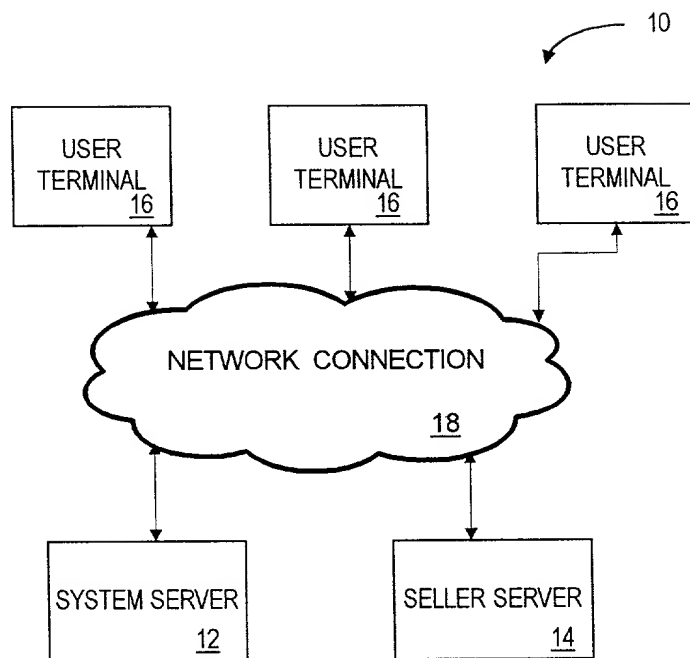 10
USER
TERMINAL
16
USER
TERMINAL
16
USER
TERMINAL
16
NETWORK CONNECTION
18
SYSTEM SERVER
12
SELLER SERVER
14